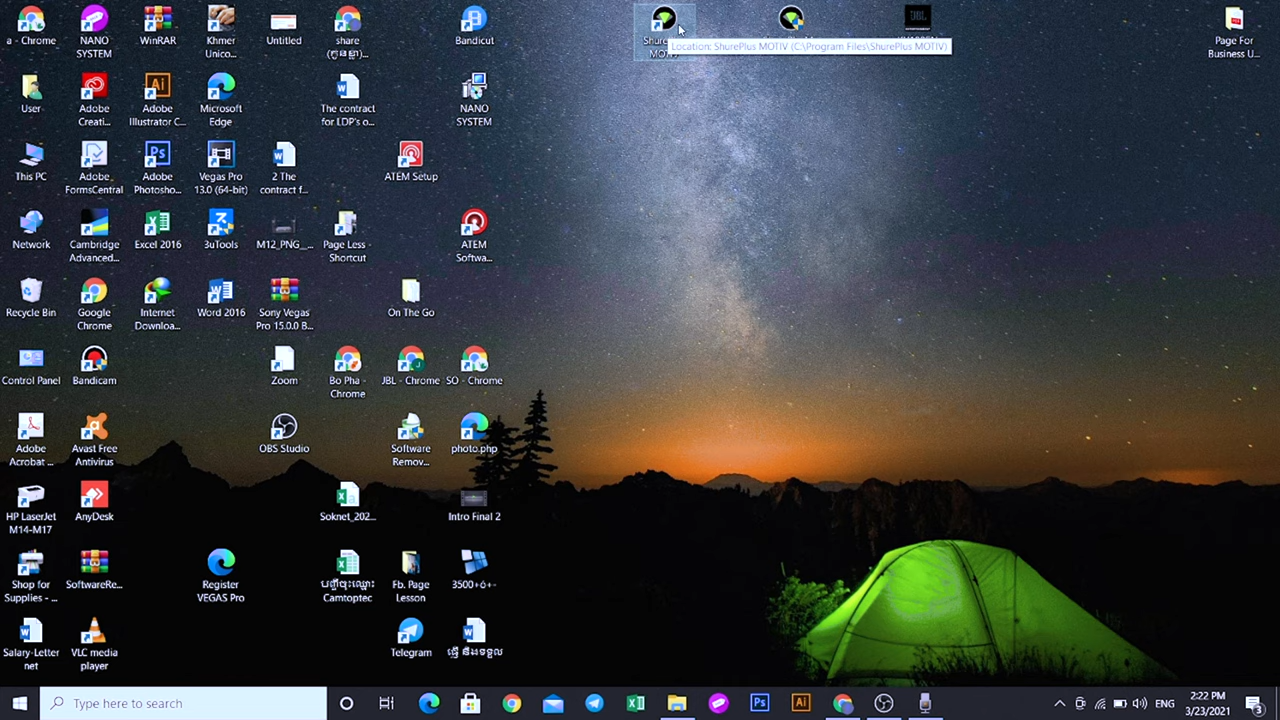 a - Chrome
NANO
SYSTEM
WinRAR
Untitled
share
Bandicut
Location: ShurePlus MOTIV (C:\Program Files\ShurePlus MOTIV)
Page For
Business U...
User
Adobe
Creati...
Adobe
Illustrator C...
Microsoft
Edge
The contract
for LDP's o...
NANO
SYSTEM
This PC
Adobe
FormsCentral
Adobe
Photosho...
Vegas Pro
13.0 (64-bit)
2 The
contract f...
ATEM Setup
Network
Cambridge
Advanced...
Excel 2016
3uTools
M12_PNG__...
Page Less -
Shortcut
ATEM
Softwa...
Recycle Bin
Google
Chrome
Internet
Downloa...
Word 2016
Sony Vegas
Pro 15.0.0 B...
On The Go
Control Panel
Bandicam
Zoom
Bo Pha -
Chrome
JBL - Chrome
SO - Chrome
Adobe
Acrobat ...
Avast Free
Antivirus
OBS Studio
Software
Remov...
photo.php
HP LaserJet
M14-M17
AnyDesk
Soknet_202...
Intro Final 2
Shop for
Supplies - ...
SoftwareRe...
Register
VEGAS Pro
Camtoptec
Fb. Page
Lesson
3500+ó+-
Salary-Letter
net
VLC media
player
Telegram
Type here to search
ENG
2:22 PM
3/23/2021